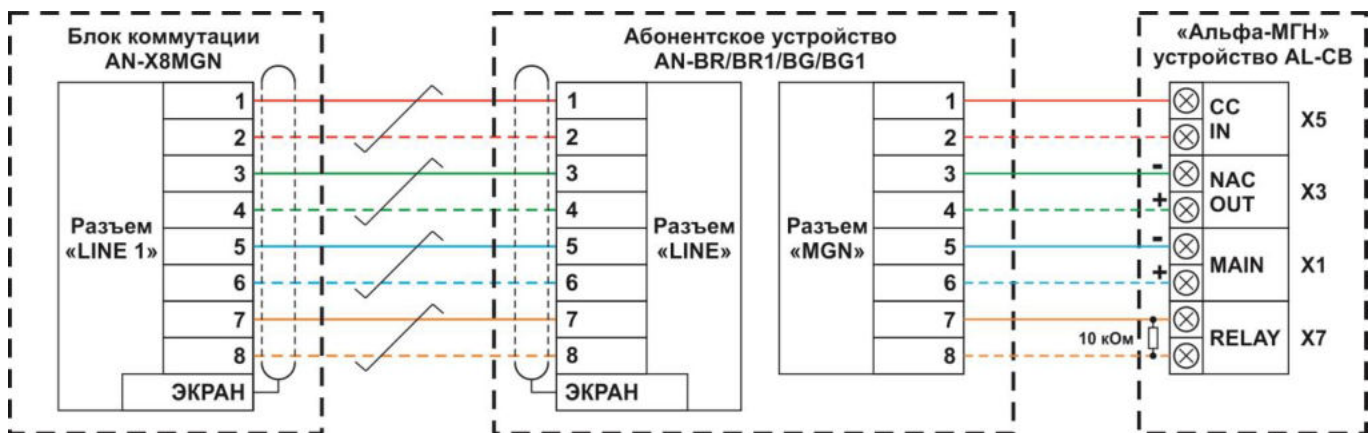 Блок коммутации
AN-X8MGN
Разъем
«LINE 1»
1
2
3
4
5
6
7
8
ЭКРАН
Абонентское устройство
AN-BR/BR1/BG/BG1
1
2
3
4
5
6
7
8
ЭКРАН
Разъем
«LINE»
Разъем
«MGN»
1
2
3
4
5
6
7
8
«Альфа-МГН»
устройство AL-CB
CC
IN
X5
-
+
NAC
OUT
X3
-
+
MAIN
X1
10 кОм
RELAY
X7